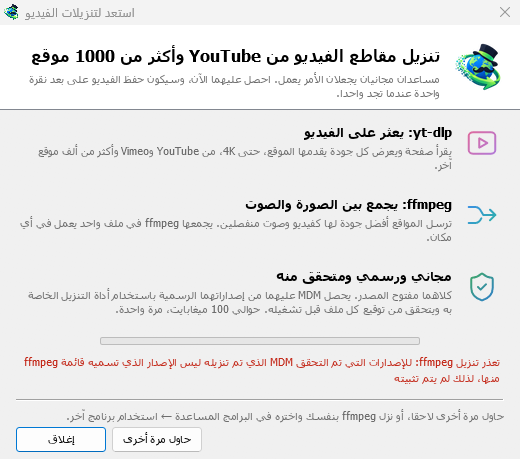 استعد لتنزيلات الفيديو
تنزيل مقاطع الفيديو من YouTube وأكثر من 1000 موقع
مساعدان مجانيان يجعلان الأمر يعمل. احصل عليهما الآن، وسيكون حفظ الفيديو على بعد نقرة
واحدة عندما تجد واحدا.
yt-dlp: يعثر على الفيديو
يقرأ صفحة ويعرض كل جودة يقدمها الموقع، حتى 4K، من YouTube وVimeo وأكثر من ألف موقع
آخر.
ffmpeg: يجمع بين الصورة والصوت
ترسل المواقع أفضل جودة لها كفيديو وصوت منفصلين. يجمعها ffmpeg في ملف واحد يعمل في أي
مكان.
مجاني ورسمي ومتحقق منه
كلاهما مفتوح المصدر. يحصل MDM عليهما من إصداراتهما الرسمية باستخدام أداة التنزيل الخاصة
به ويتحقق من توقيع كل ملف قبل تشغيله. حوالي 100 ميغابايت، مرة واحدة.
تعذر تنزيل ffmpeg: للإصدارات التي تم التحقق MDM الذي تم تنزيله ليس الإصدار الذي تسميه قائمة ffmpeg
منها، لذلك لم يتم تثبيته
حاول مرة أخرى لاحقا، أو نزل ffmpeg بنفسك واختره في البرامج المساعدة ← استخدام برنامج آخر.
حاول مرة أخرى
إغلاق